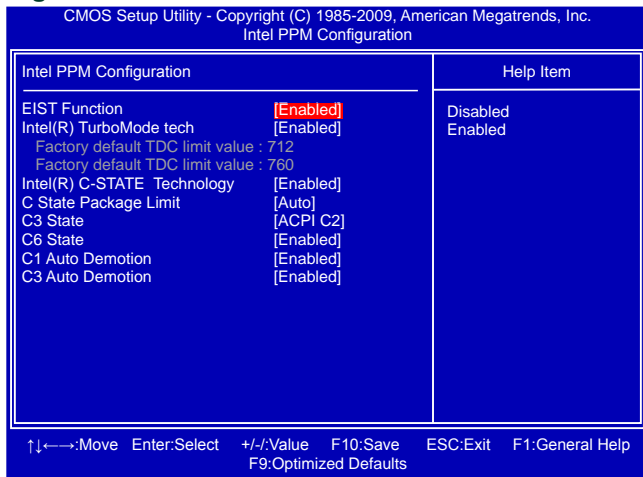 CMOS Setup Utility - Copyright (C) 1985-2009, American Megatrends, Inc.
Intel PPM Configuration
Intel PPM Configuration
Help Item
EIST Function [Enabled]
Disabled
Intel(R) TurboMode tech [Enabled]
Enabled
Factory default TDC limit value : 712
Factory default TDC limit value : 760
Intel(R) C-STATE Technology [Enabled]
C State Package Limit [Auto]
C3 State [ACPI C2]
C6 State [Enabled]
C1 Auto Demotion [Enabled]
C3 Auto Demotion [Enabled]
↑↓←→:Move Enter:Select +/-/:Value F10:Save ESC:Exit F1:General Help
F9:Optimized Defaults